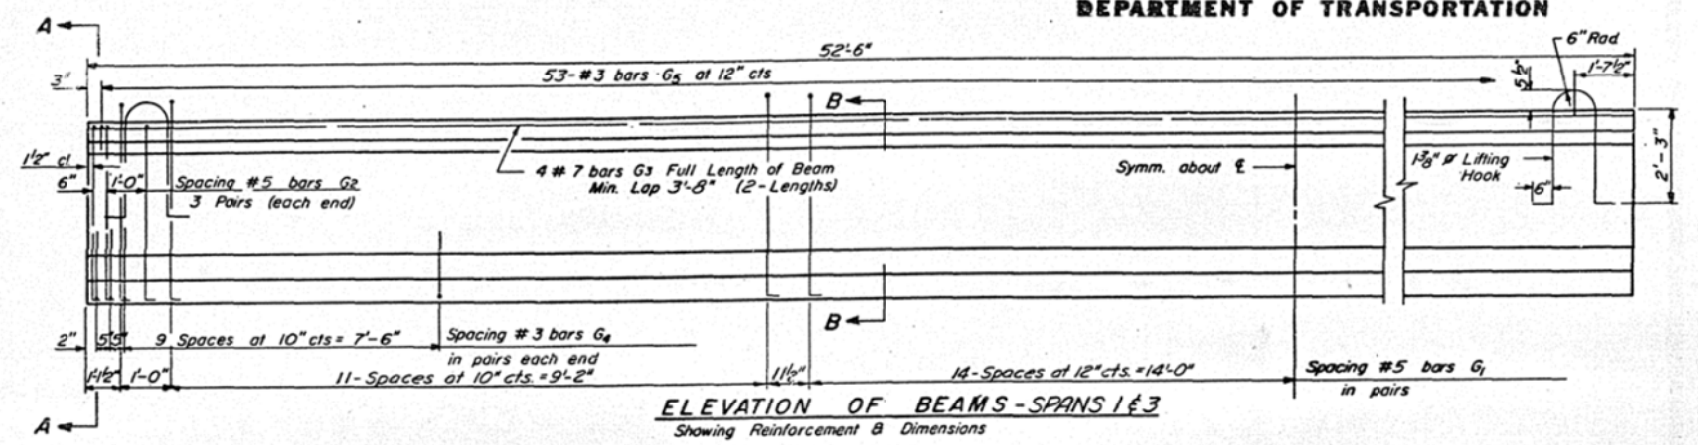 DEPARTMENT OF TRANSPORTATION
A
52'-6"
6" Rad
53-#3 bars G5 at 12" cts
1'-7½"
3"
5½"
B
1½" cl
4 #7 bars G3 Full Length of Beam
Min. Lap 3'-8" (2-Lengths)
Symm. about ℄
1⅜" ø Lifting
Hook
2'-3"
6"
1'-0"
Spacing #5 bars G2
3 Pairs (each end)
6"
B
2"
5"
5"
9 Spaces at 10" cts = 7'-6"
Spacing #3 bars G4
in pairs each end
1'-1½"
1'-0"
11-Spaces at 10" cts. = 9'-2"
11½"
14-Spaces at 12" cts. = 14'-0"
Spacing #5 bars G1
in pairs
ELEVATION OF BEAMS-SPANS 1 & 3
Showing Reinforcement & Dimensions
A